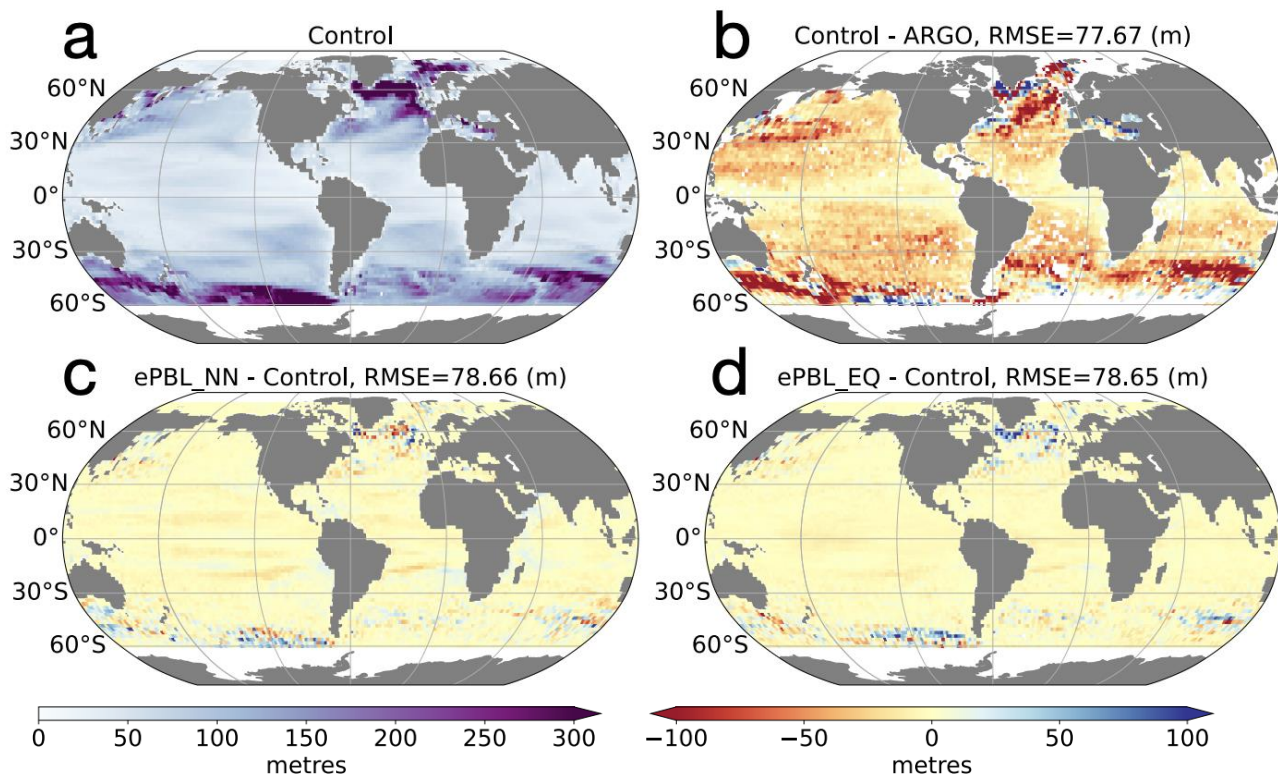 a
Control
b
Control - ARGO, RMSE=77.67 (m)
60°N
30°N
0°
30°S
60°S
60°N
30°N
0°
30°S
60°S
c
ePBL_NN - Control, RMSE=78.66 (m)
d
ePBL_EQ - Control, RMSE=78.65 (m)
60°N
30°N
0°
30°S
60°S
60°N
30°N
0°
30°S
60°S
0 50 100 150 200 250 300
metres
−100 −50 0 50 100
metres